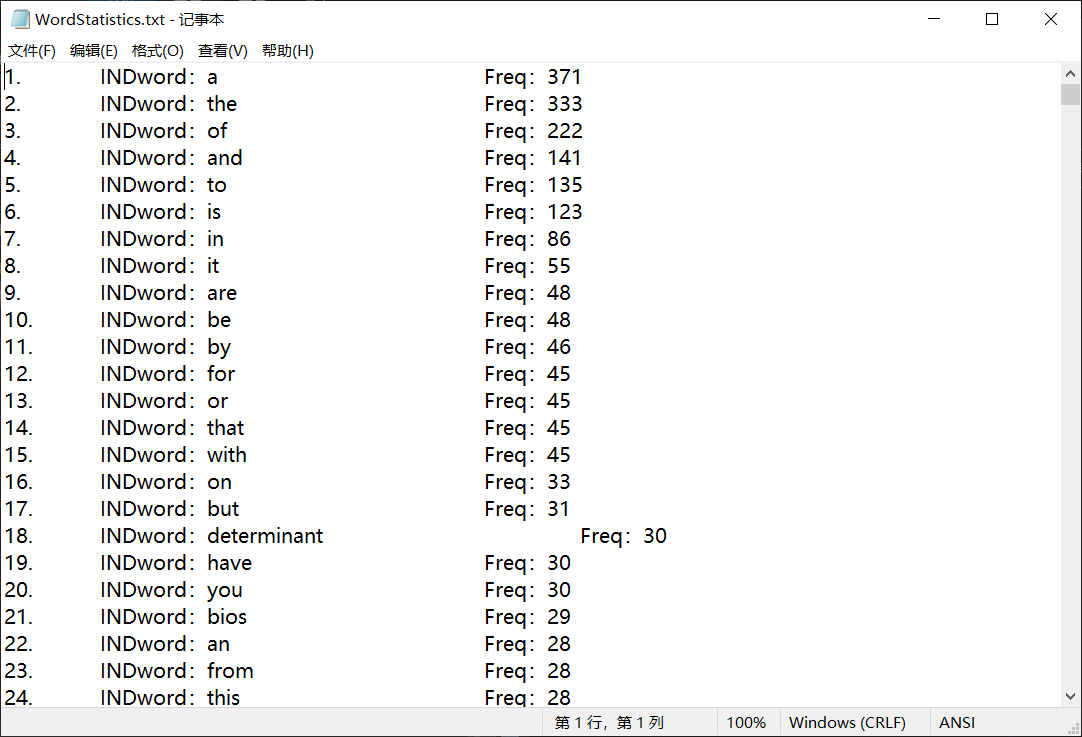 WordStatistics.txt - 记事本
文件(F) 编辑(E) 格式(O) 查看(V) 帮助(H)
1. INDword：a Freq：371
2. INDword：the Freq：333
3. INDword：of Freq：222
4. INDword：and Freq：141
5. INDword：to Freq：135
6. INDword：is Freq：123
7. INDword：in Freq：86
8. INDword：it Freq：55
9. INDword：are Freq：48
10. INDword：be Freq：48
11. INDword：by Freq：46
12. INDword：for Freq：45
13. INDword：or Freq：45
14. INDword：that Freq：45
15. INDword：with Freq：45
16. INDword：on Freq：33
17. INDword：but Freq：31
18. INDword：determinant Freq：30
19. INDword：have Freq：30
20. INDword：you Freq：30
21. INDword：bios Freq：29
22. INDword：an Freq：28
23. INDword：from Freq：28
24. INDword：this Freq：28
第 1 行，第 1 列 100% Windows (CRLF) ANSI